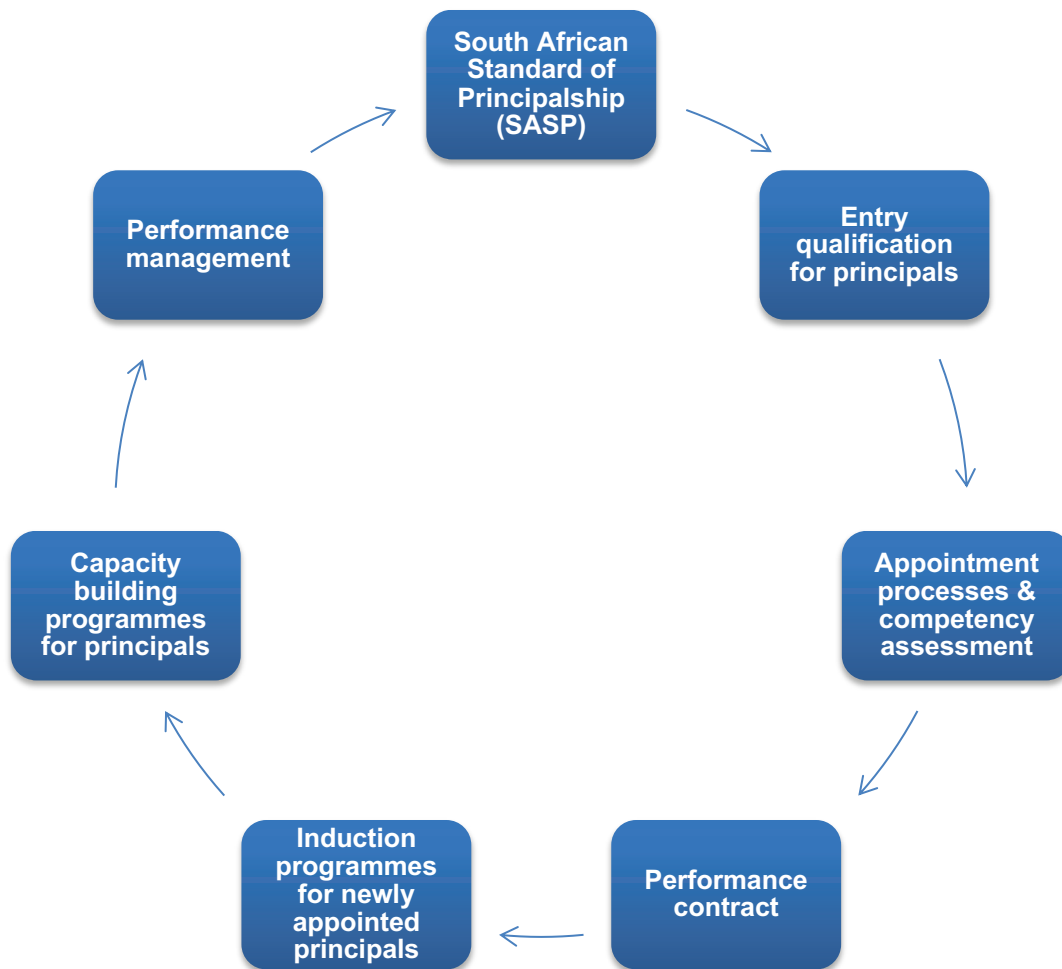 South African
Standard of
Principalship
(SASP)
Entry
qualification
for principals
Appointment
processes &
competency
assessment
Performance
contract
Induction
programmes
for newly
appointed
principals
Capacity
building
programmes
for principals
Performance
management